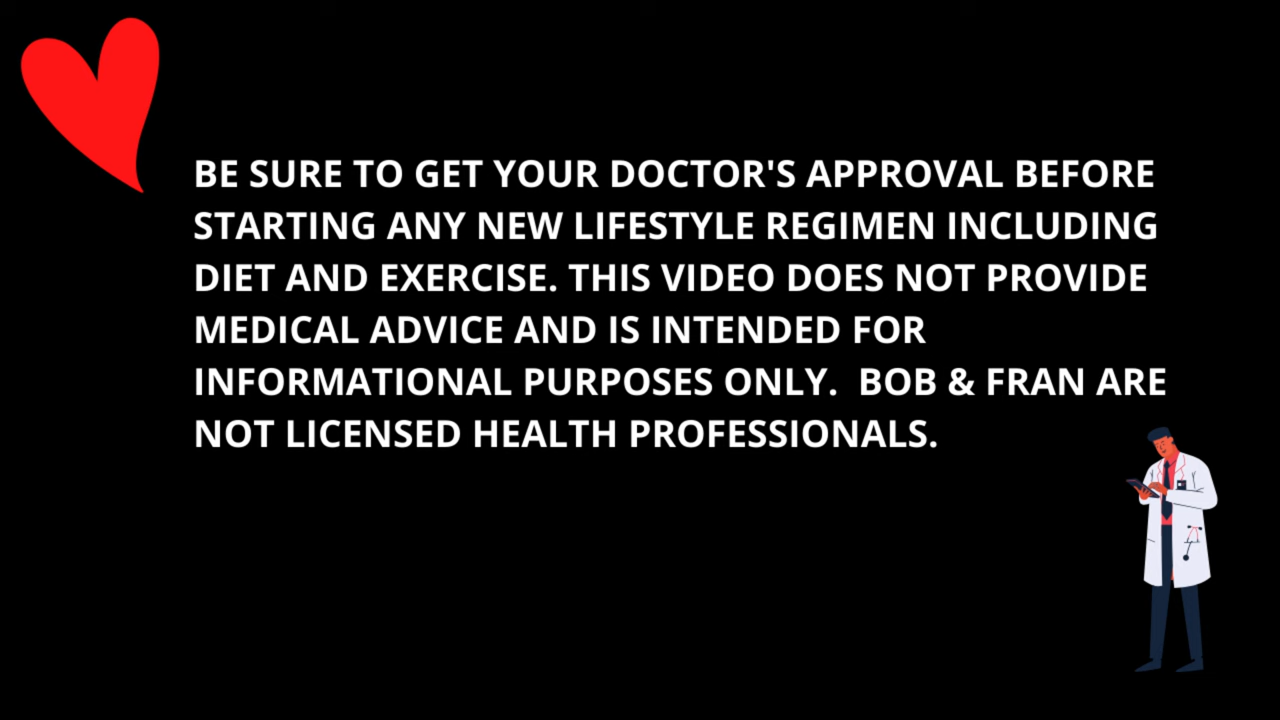 BE SURE TO GET YOUR DOCTOR'S APPROVAL BEFORE
STARTING ANY NEW LIFESTYLE REGIMEN INCLUDING
DIET AND EXERCISE. THIS VIDEO DOES NOT PROVIDE
MEDICAL ADVICE AND IS INTENDED FOR
INFORMATIONAL PURPOSES ONLY.  BOB & FRAN ARE
NOT LICENSED HEALTH PROFESSIONALS.